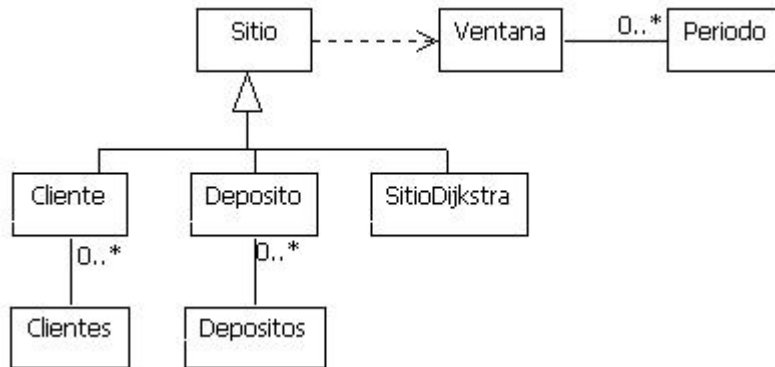 Sitio
Ventana
0..*
Periodo
Cliente
Deposito
SitioDijkstra
0..*
0..*
Clientes
Depositos